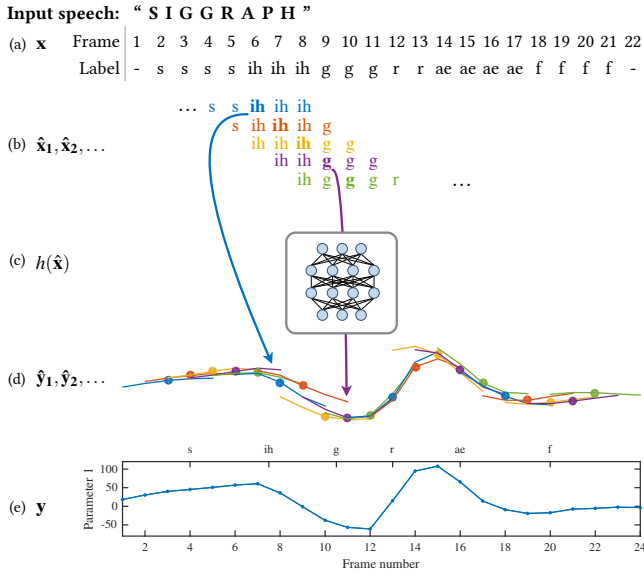 Input speech: “ S I G G R A P H ”
(a) x Frame 1 2 3 4 5 6 7 8 9 10 11 12 13 14 15 16 17 18 19 20 21 22
Label - s s s s ih ih ih g g g r r ae ae ae ae f f f f -
... s s ih ih ih
s ih ih ih g
(b) x̂₁, x̂₂, . . . ih ih ih g g
ih ih g g g
ih g g g r ...
(c) h(x̂)
(d) ŷ₁, ŷ₂, . . .
s ih g r ae f
(e) y Parameter 1 100 50 0 -50
2 4 6 8 10 12 14 16 18 20 22 24
Frame number